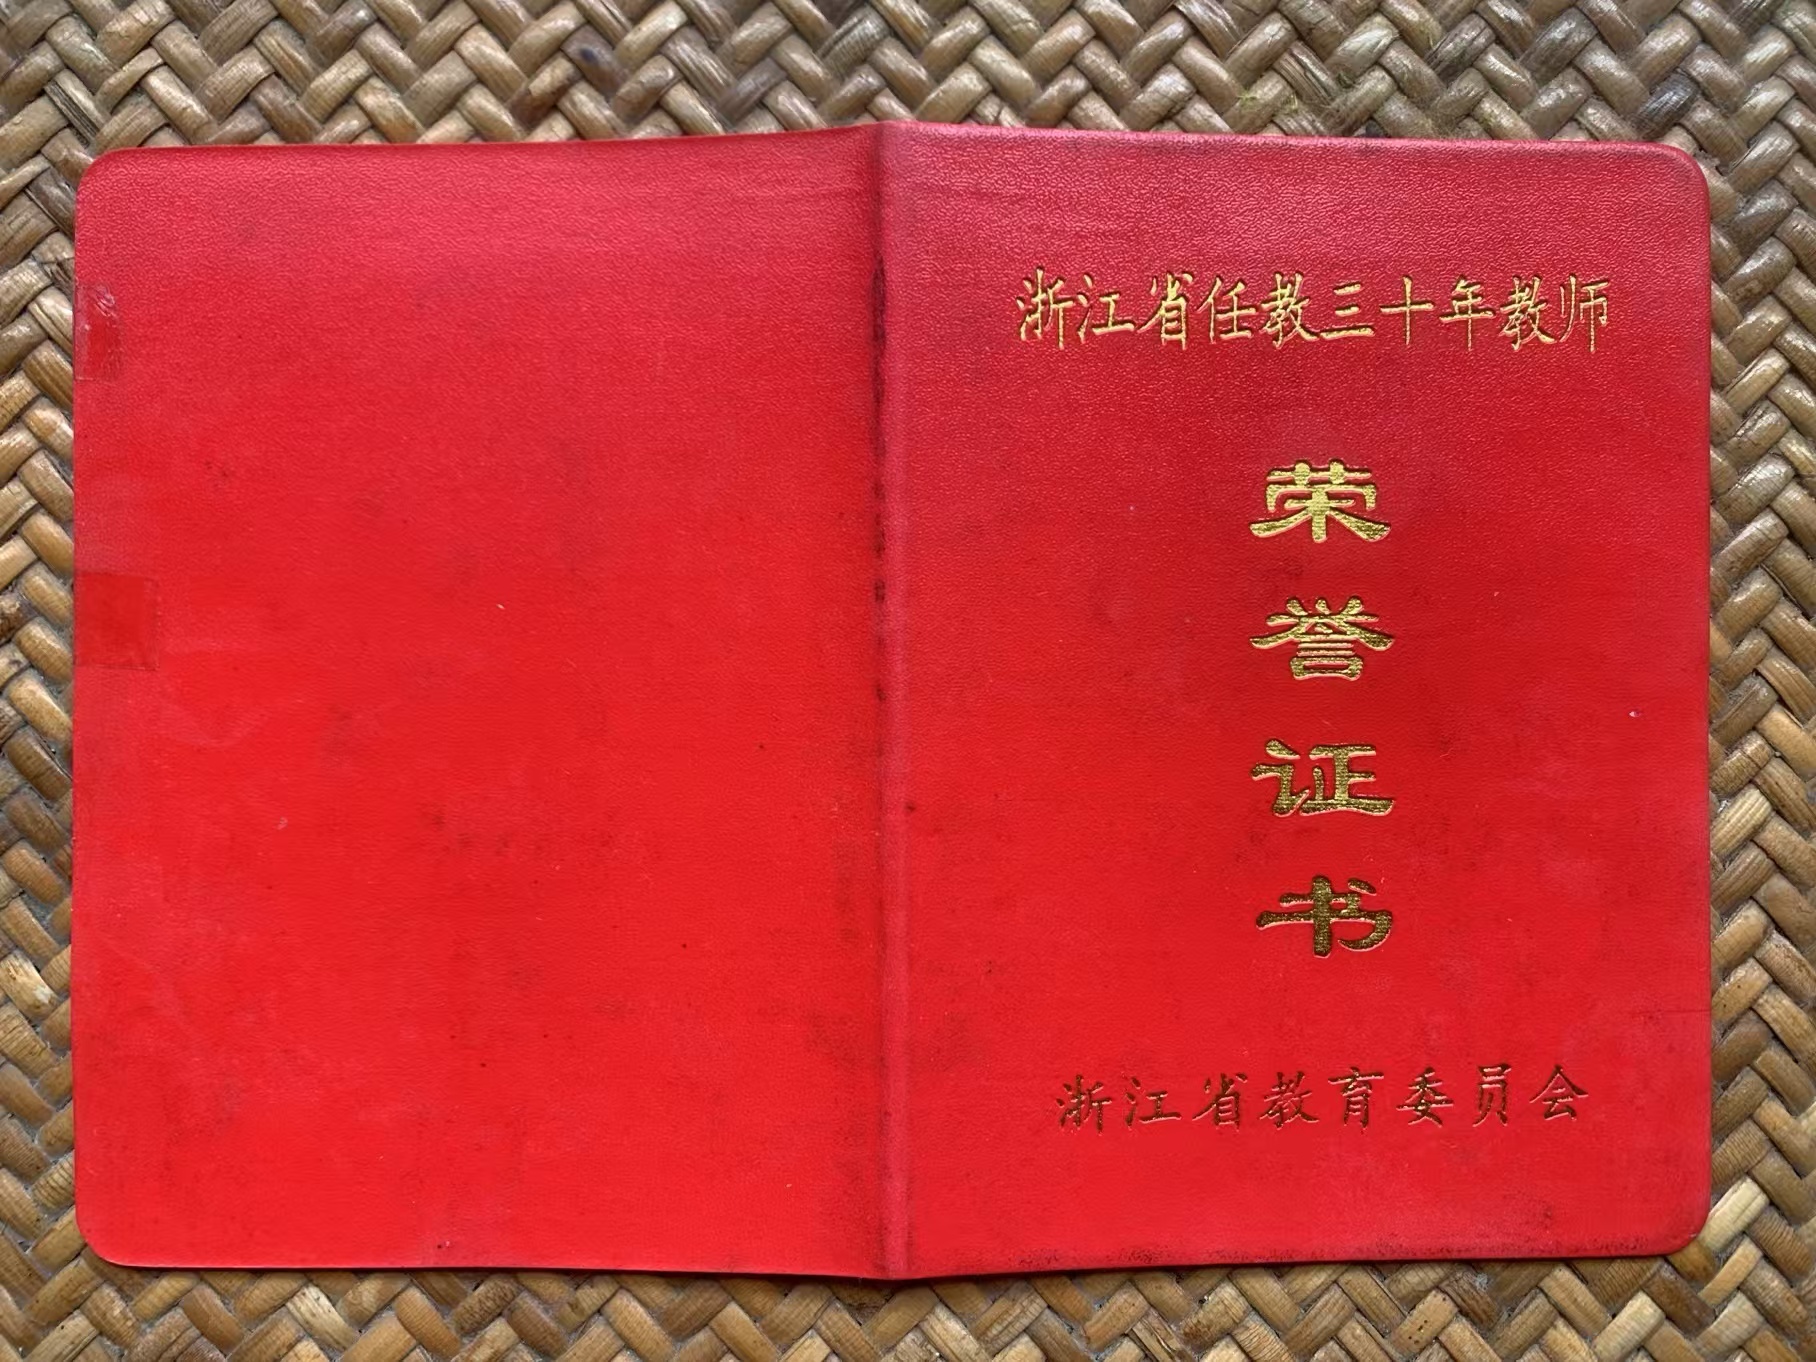 浙江省任教三十年教师
荣
誉
证
书
浙江省教育委员会